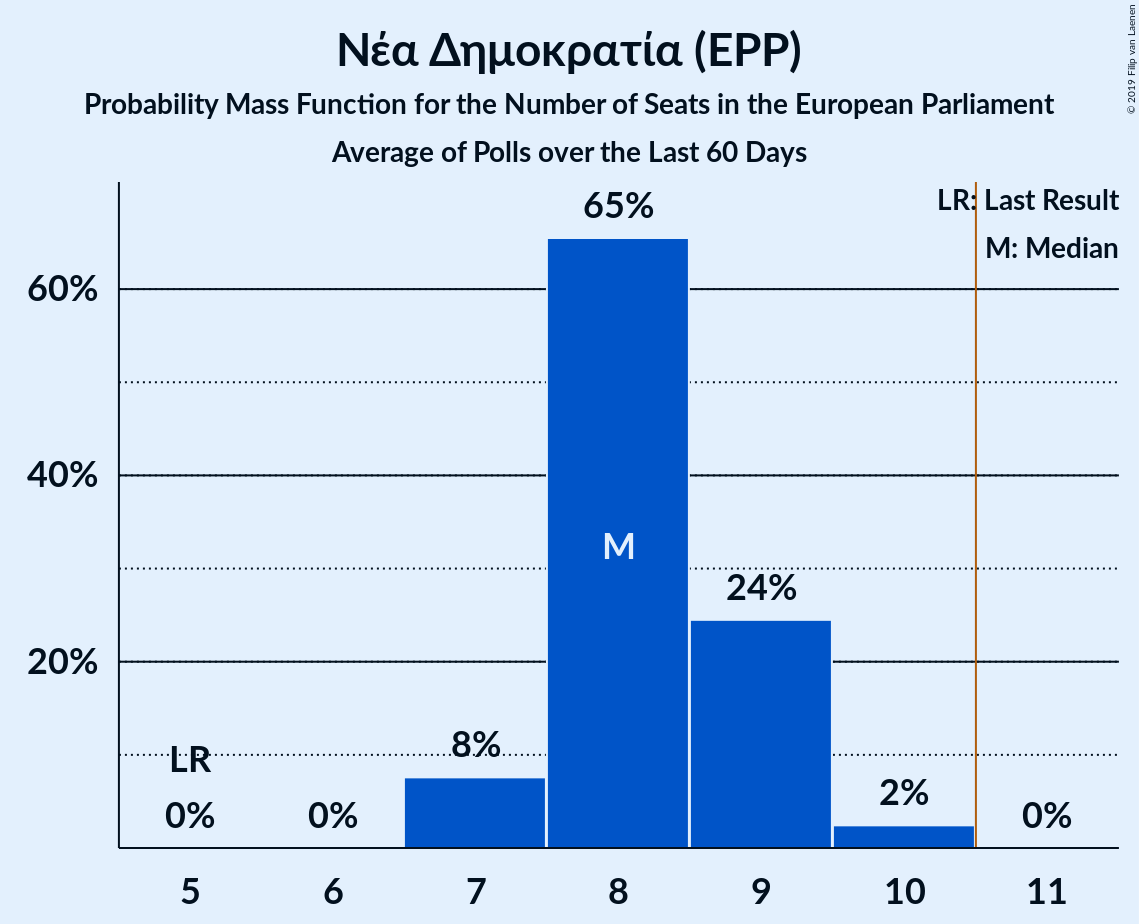 Νέα Δημοκρατία (EPP)
Probability Mass Function for the Number of Seats in the European Parliament
Average of Polls over the Last 60 Days
© 2019 Filip van Laenen
LR: Last Result
M: Median
65%
60%
40%
M
24%
20%
8%
LR
2%
0%
0%
0%
5
6
7
8
9
10
11